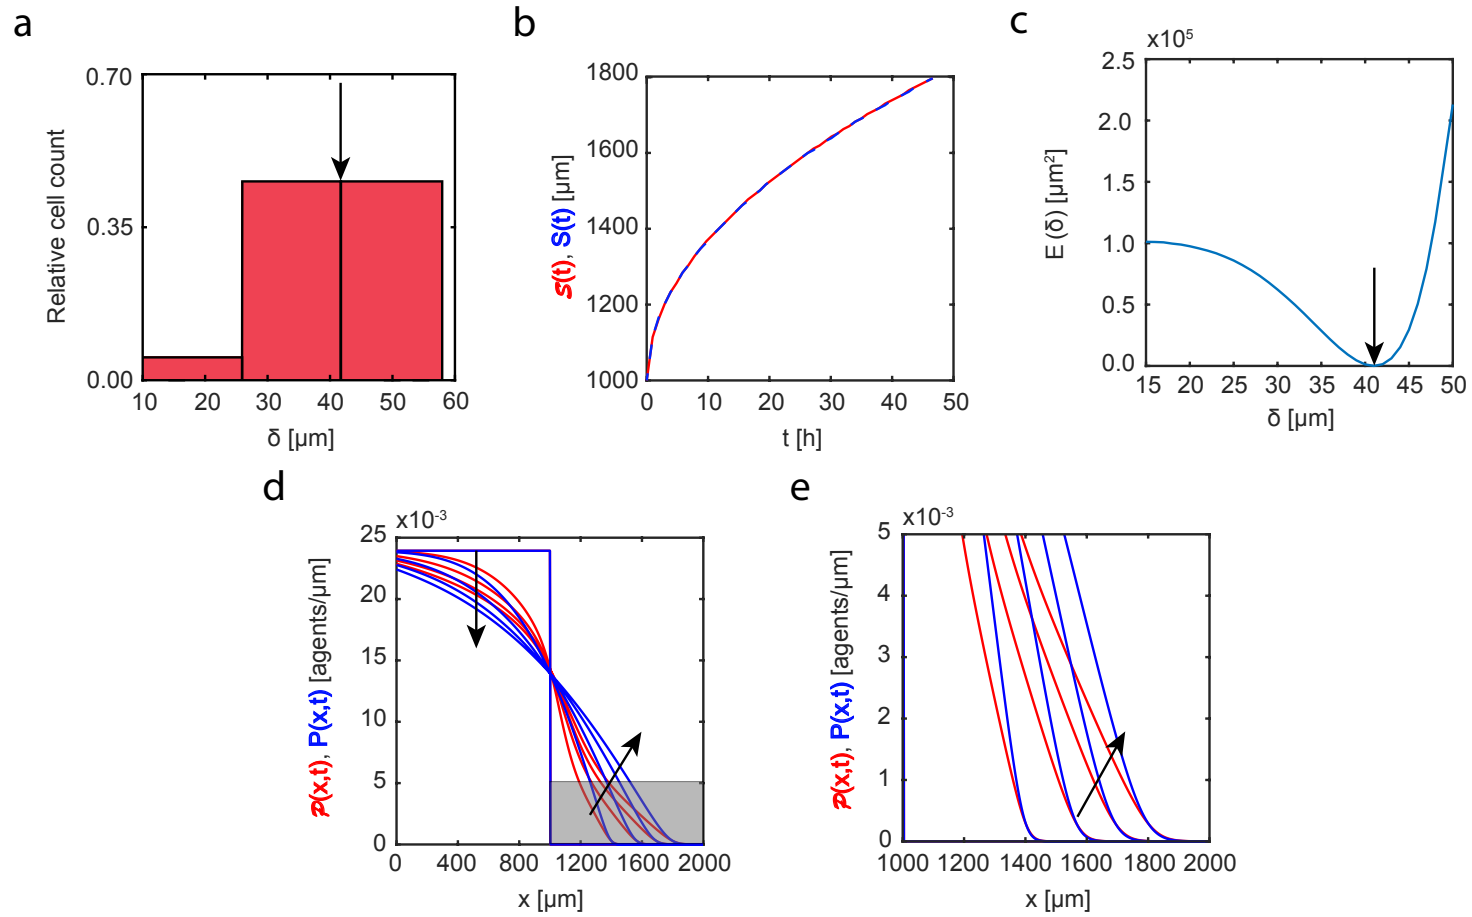 a
0.70
0.35
0.00
Relative cell count
10 20 30 40 50 60
δ [µm]
b
1800
1600
1400
1200
1000
𝓢(t), S(t) [µm]
0 10 20 30 40 50
t [h]
c
x10⁵
2.5
2.0
1.0
0.5
0.0
E (δ) [µm²]
15 20 25 30 35 40 45 50
δ [µm]
d
x10⁻³
25
20
15
10
5
0
𝓟(x,t), P(x,t) [agents/µm]
0 400 800 1200 1600 2000
x [µm]
e
x10⁻³
5
4
3
2
1
0
𝓟(x,t), P(x,t) [agents/µm]
1000 1200 1400 1600 1800 2000
x [µm]